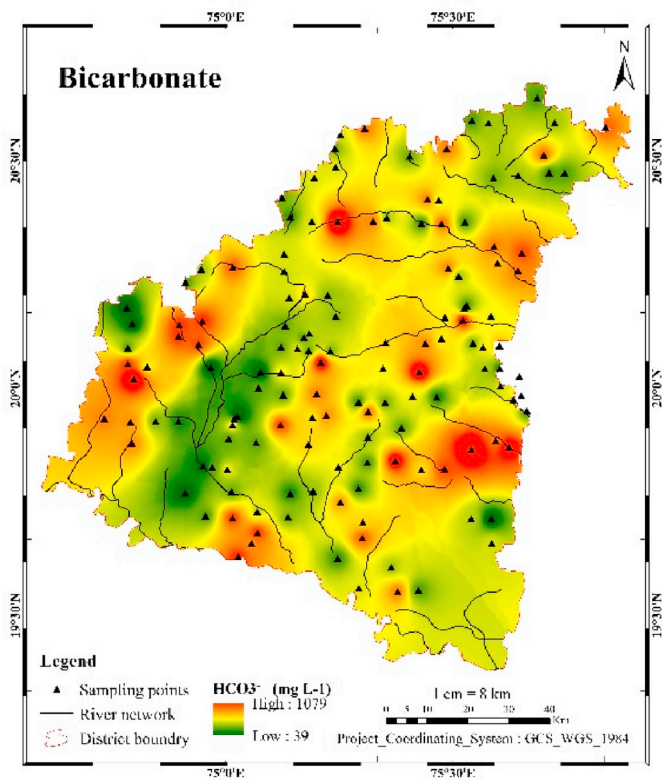 75°0'E 75°30'E
Bicarbonate
N
20°30'N 20°30'N
20°0'N 20°0'N
19°30'N 19°30'N
Legend
Sampling points
River network
District boundary
HCO3- (mg L-1)
High : 1079
Low : 39
1 cm = 8 km
0 5 10 20 30 40
Km
Project_Coordinating_System : GCS_WGS_1984
75°0'E 75°30'E